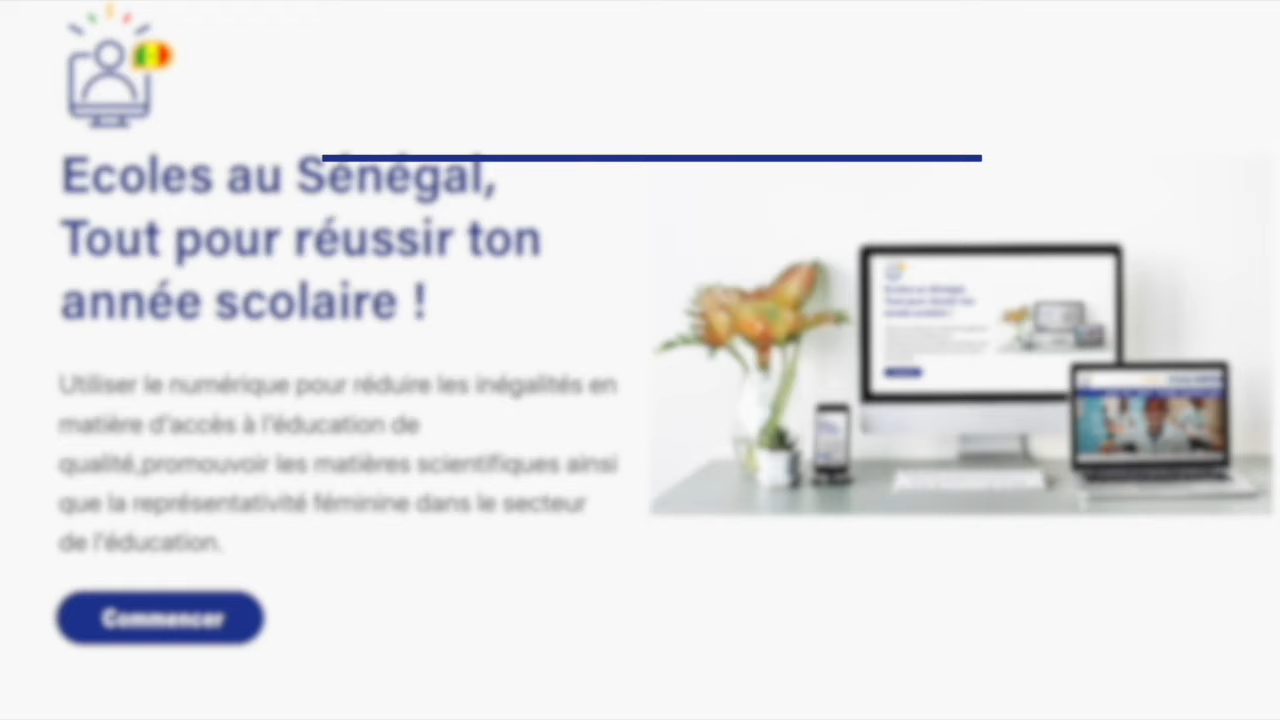 Ecoles au Sénégal,
Tout pour réussir ton
année scolaire !
Utiliser le numérique pour réduire les inégalités en
matière d'accès à l'éducation de
qualité,promouvoir les matières scientifiques ainsi
que la représentativité féminine dans le secteur
de l'éducation.
Commencer